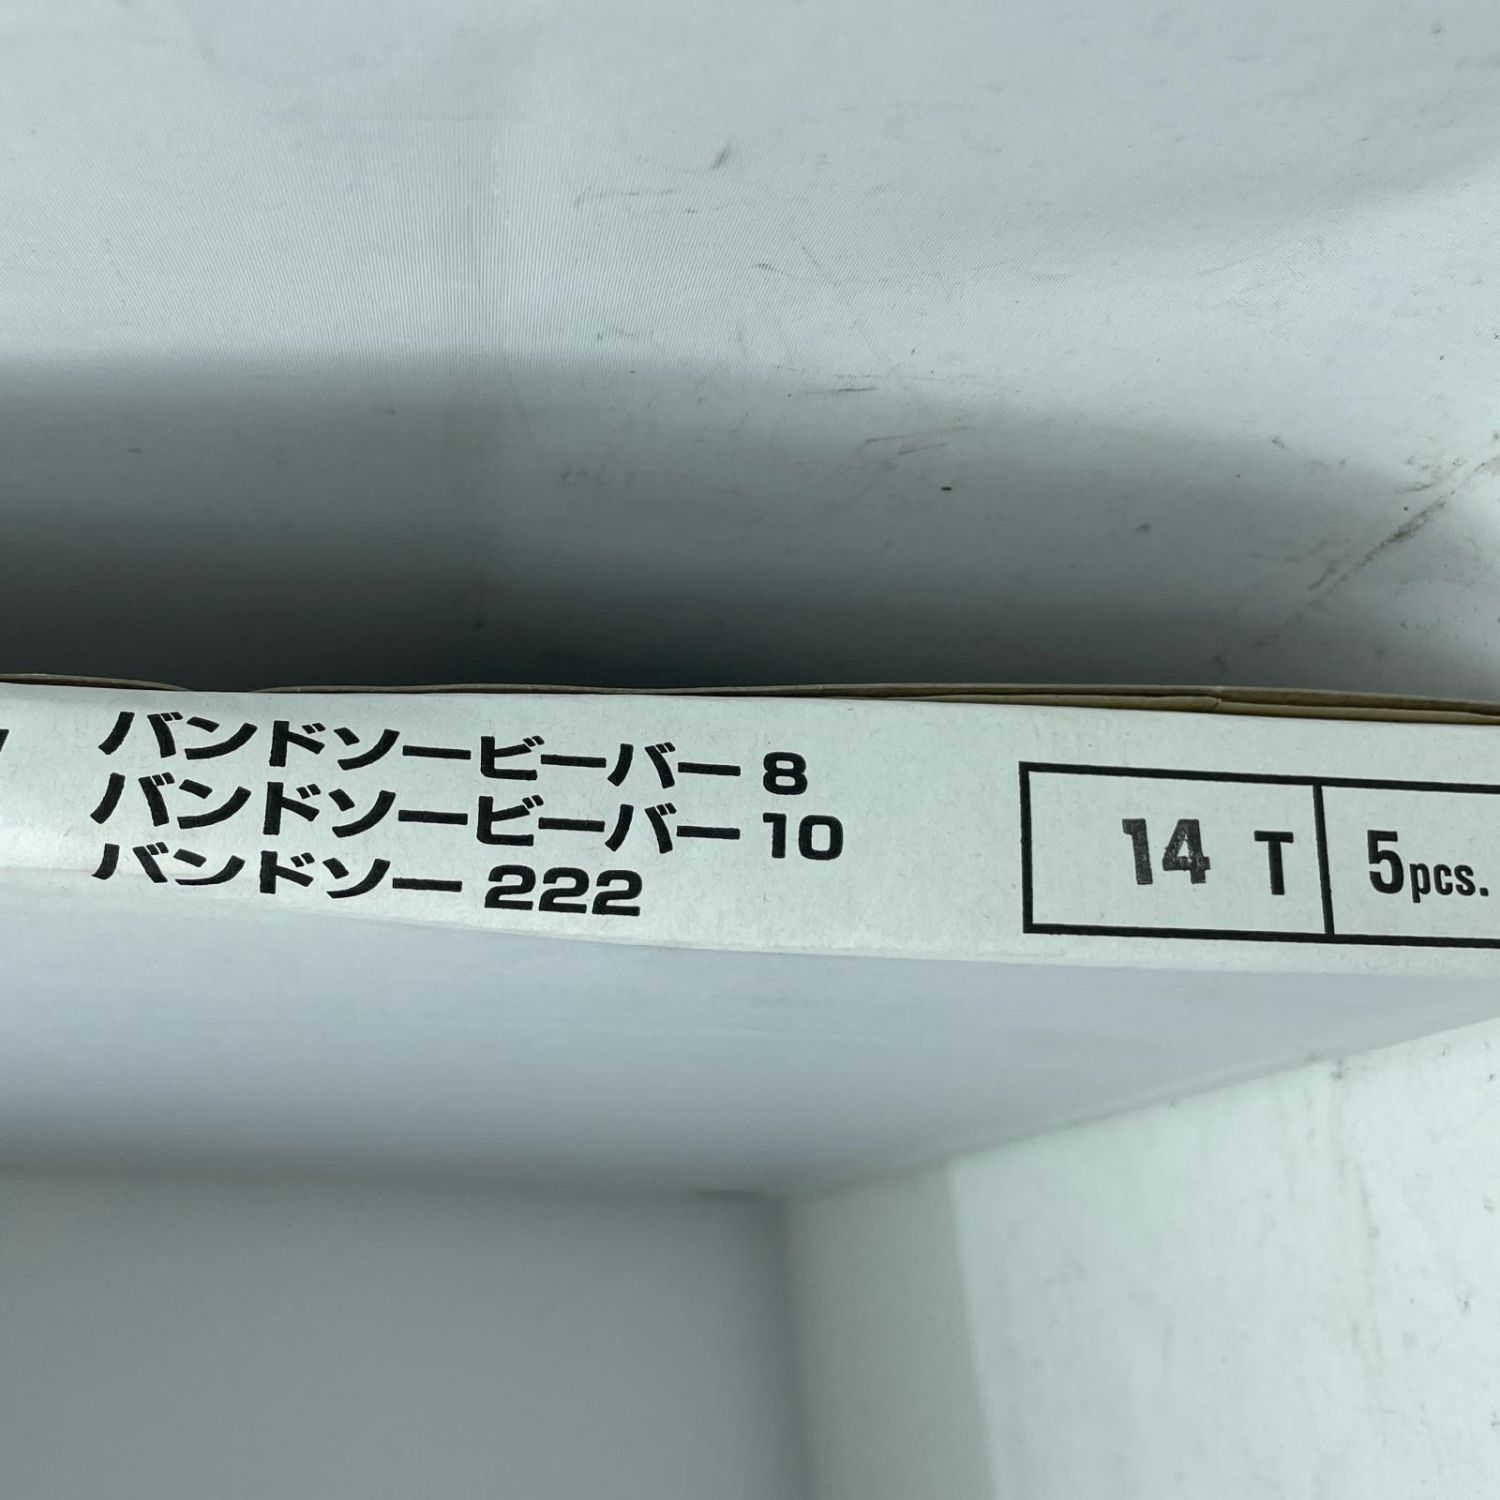 バンドソービーバー 8
バンドソービーバー 10
バンドソー 222
14 T
5pcs.